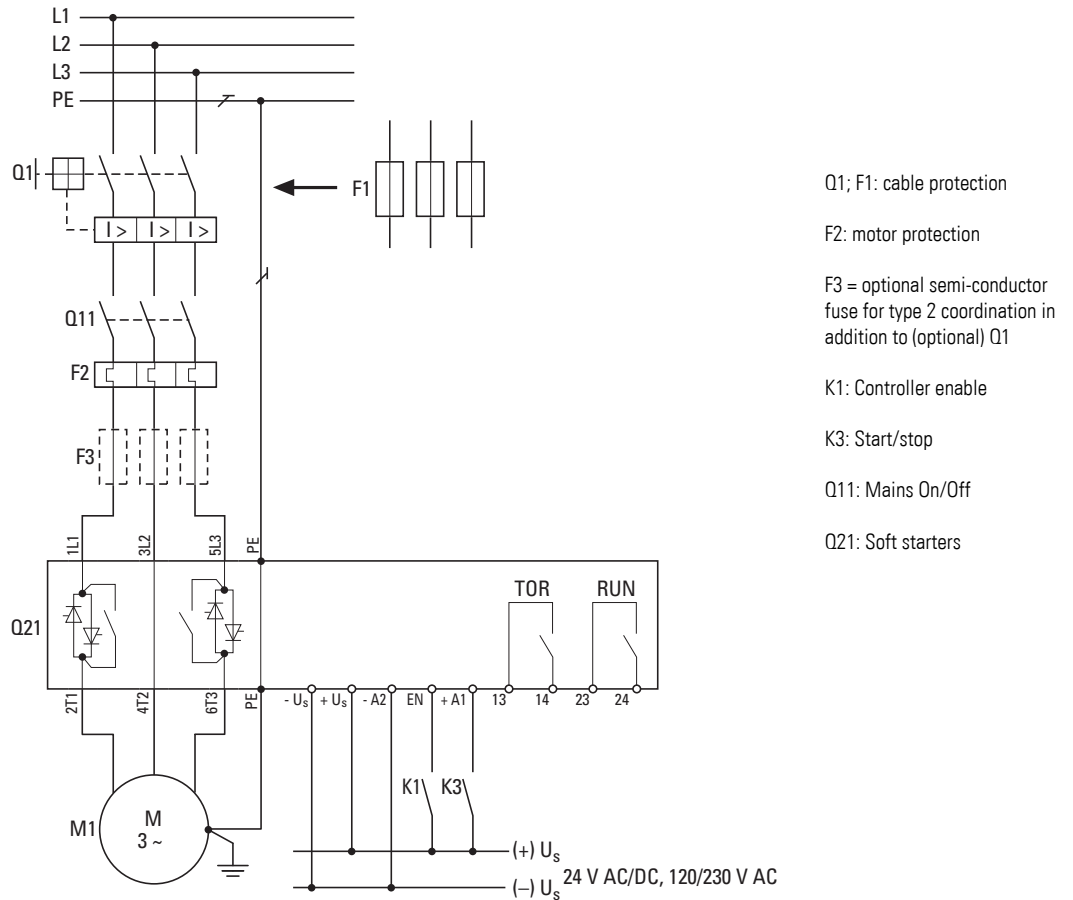 L1
L2
L3
PE
Q1
F1
I > I > I >
Q11
F2
F3
1L1 3L2 5L3 PE
Q21
TOR RUN
2T1 4T2 6T3 PE
- Us + Us - A2 EN + A1 13 14 23 24
K1 K3
M1
M
3 ~
(+) Us
(–) Us 24 V AC/DC, 120/230 V AC
Q1; F1: cable protection
F2: motor protection
F3 = optional semi-conductor
fuse for type 2 coordination in
addition to (optional) Q1
K1: Controller enable
K3: Start/stop
Q11: Mains On/Off
Q21: Soft starters